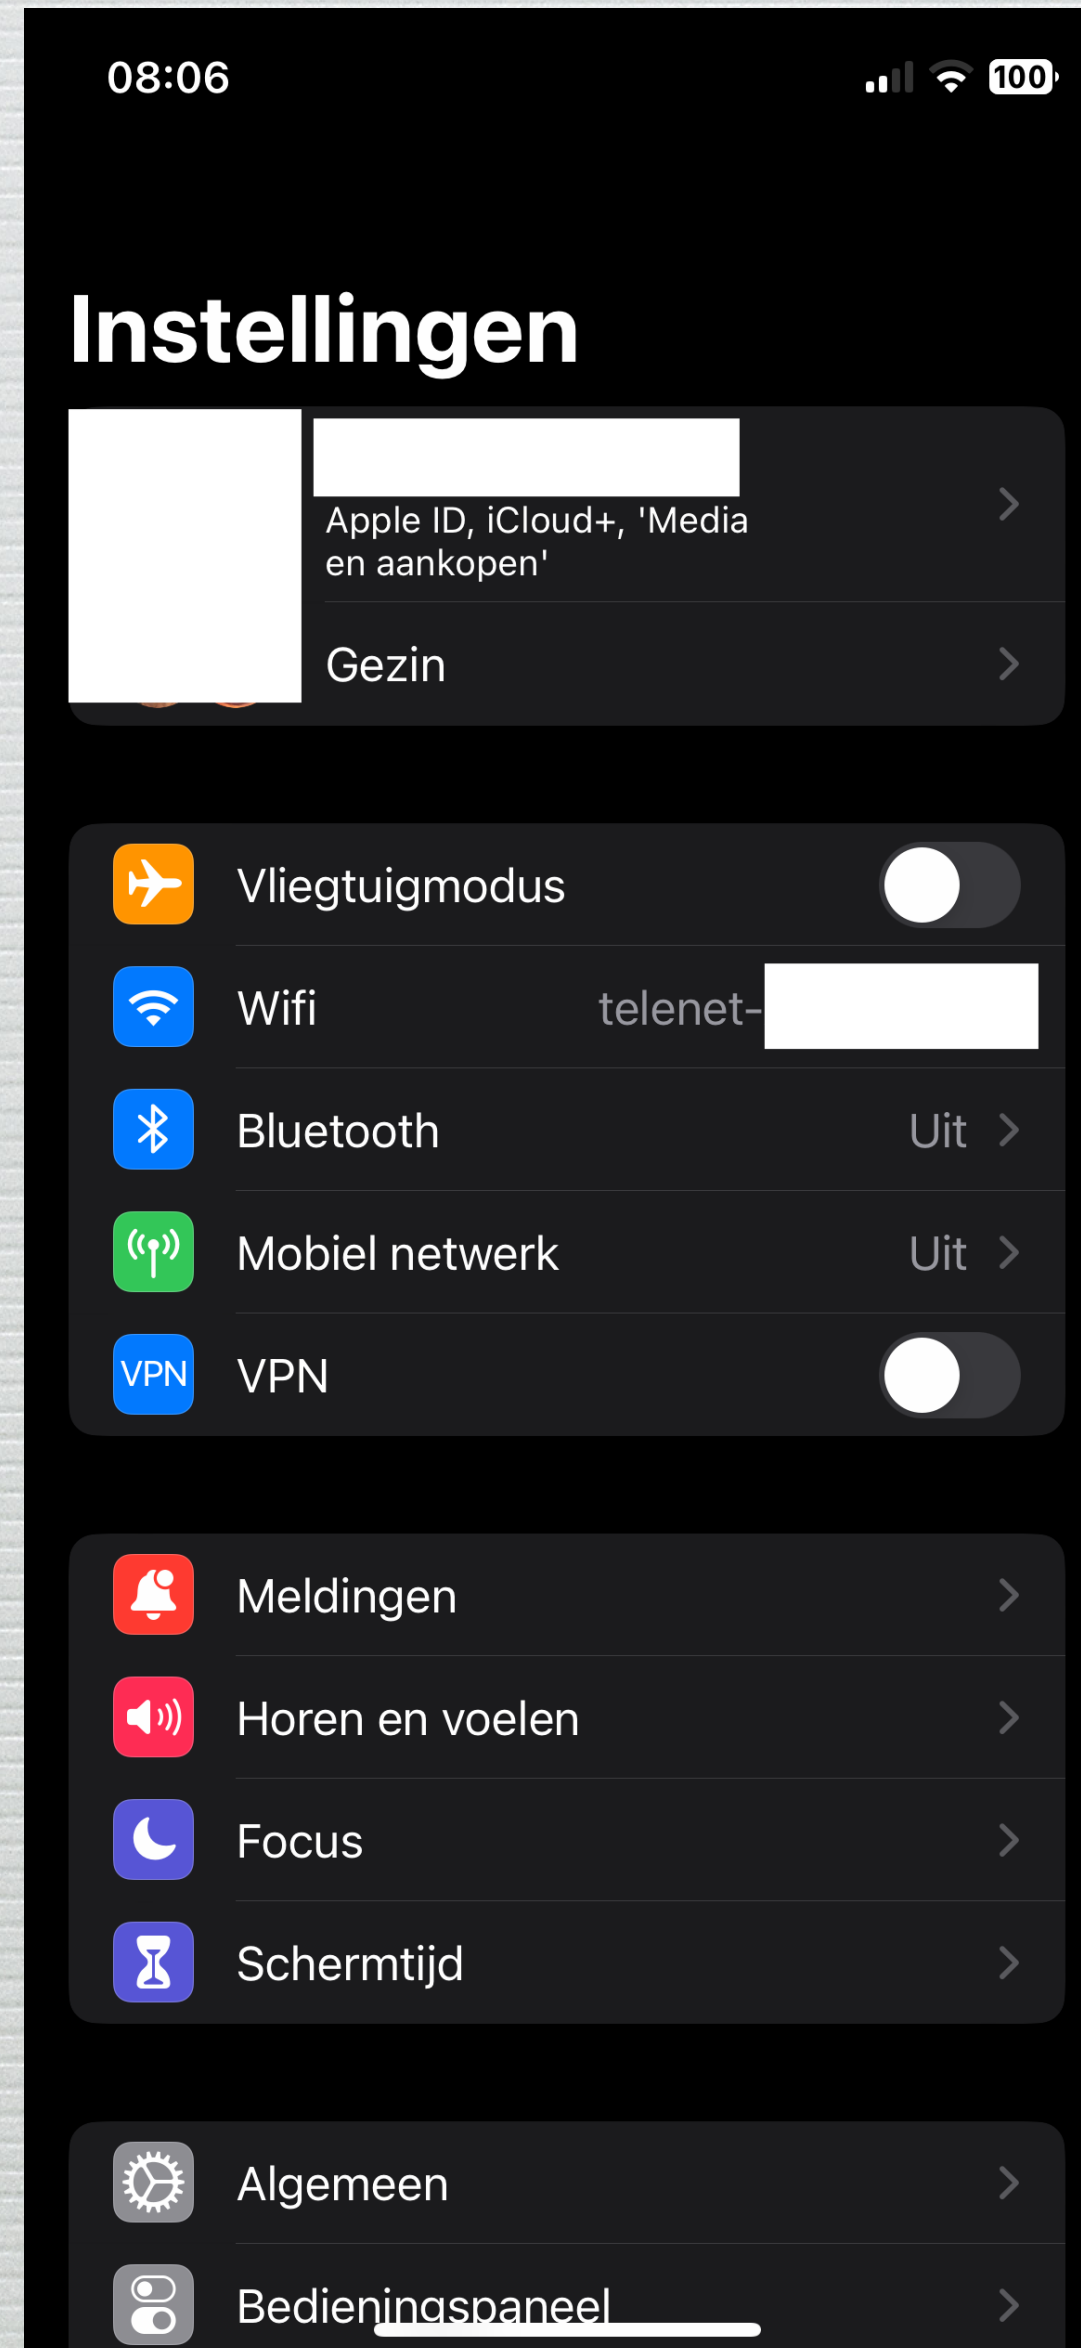 08:06
100
Instellingen
Apple ID, iCloud+, 'Media
en aankopen'
Gezin
Vliegtuigmodus
Wifi telenet-
Bluetooth Uit
Mobiel netwerk Uit
VPN VPN
Meldingen
Horen en voelen
Focus
Schermtijd
Algemeen
Bedieningspaneel